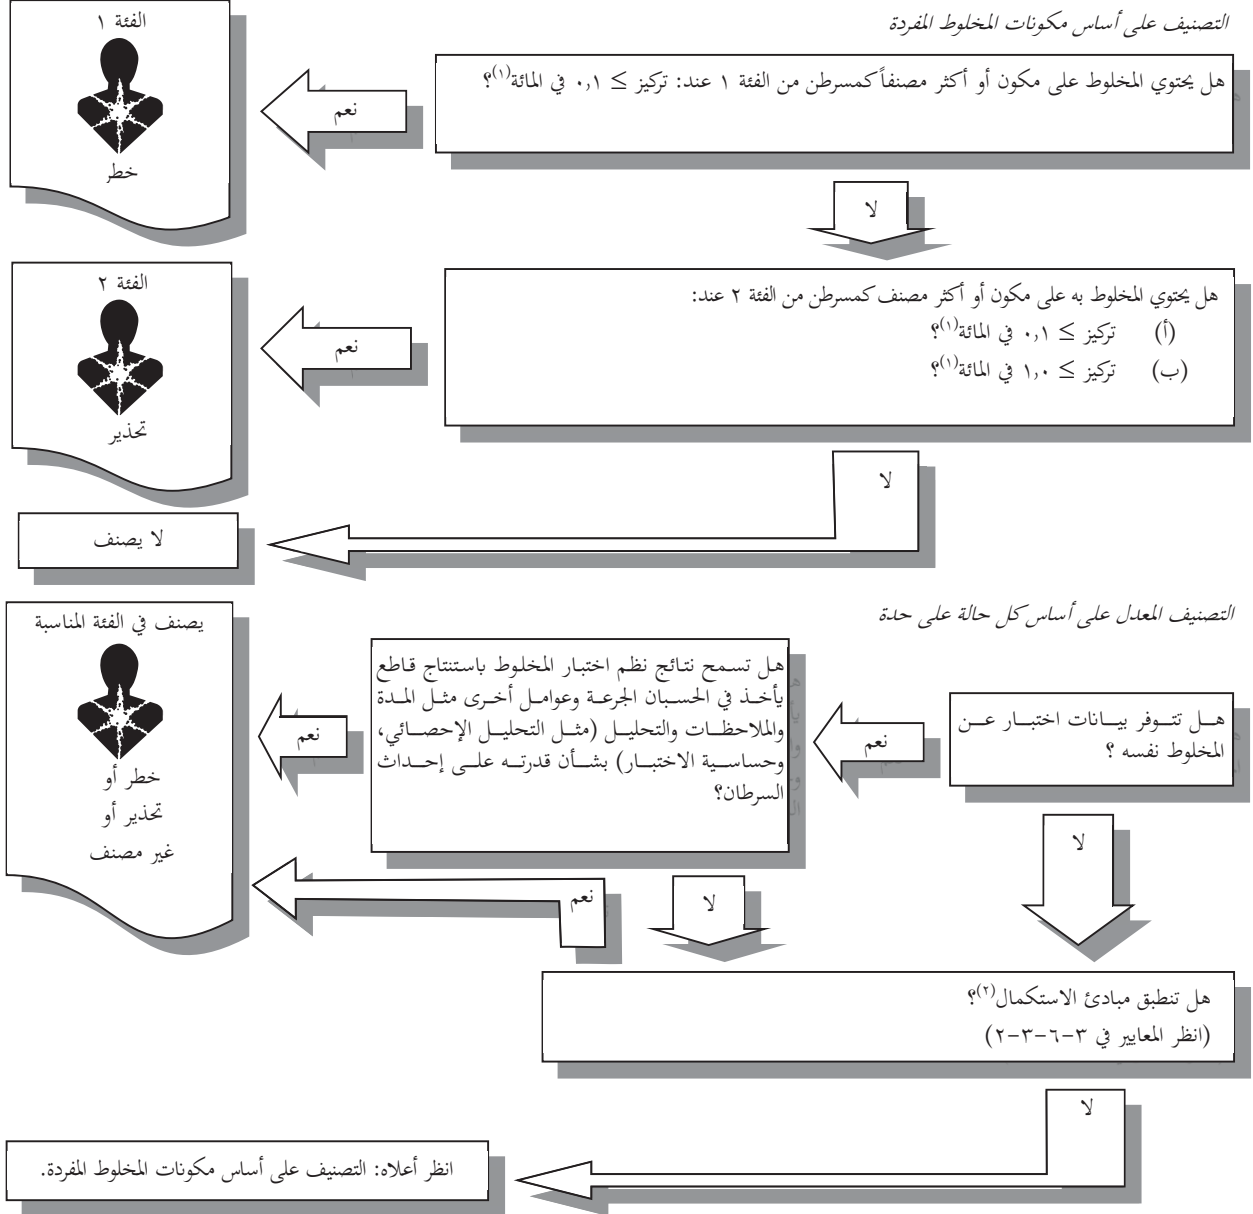 التصنيف على أساس مكونات المخلوط المفردة
هل يحتوي المخلوط على مكون أو أكثر مصنفاً كمسرطن من الفئة ١ عند: تركيز ≥ ٠,١ في المائة(١)؟
نعم
الفئة ١
خطر
لا
هل يحتوي المخلوط به على مكون أو أكثر مصنف كمسرطن من الفئة ٢ عند:
(أ) تركيز ≥ ٠,١ في المائة(١)؟
(ب) تركيز ≥ ١,٠ في المائة(١)؟
نعم
الفئة ٢
تحذير
لا
لا يصنف
التصنيف المعدل على أساس كل حالة على حدة
هل تتوفر بيانات اختبار عن
المخلوط نفسه ؟
نعم
هل تسمح نتائج نظم اختبار المخلوط باستنتاج قاطع
يأخذ في الحسبان الجرعة وعوامل أخرى مثل المدة
والملاحظات والتحليل (مثل التحليل الإحصائي،
وحساسية الاختبار) بشأن قدرته على إحداث
السرطان؟
نعم
يصنف في الفئة المناسبة
خطر أو
تحذير أو
غير مصنف
لا
لا
نعم
هل تنطبق مبادئ الاستكمال(٢)؟
(انظر المعايير في ٣-٦-٣-٢)
لا
انظر أعلاه: التصنيف على أساس مكونات المخلوط المفردة.